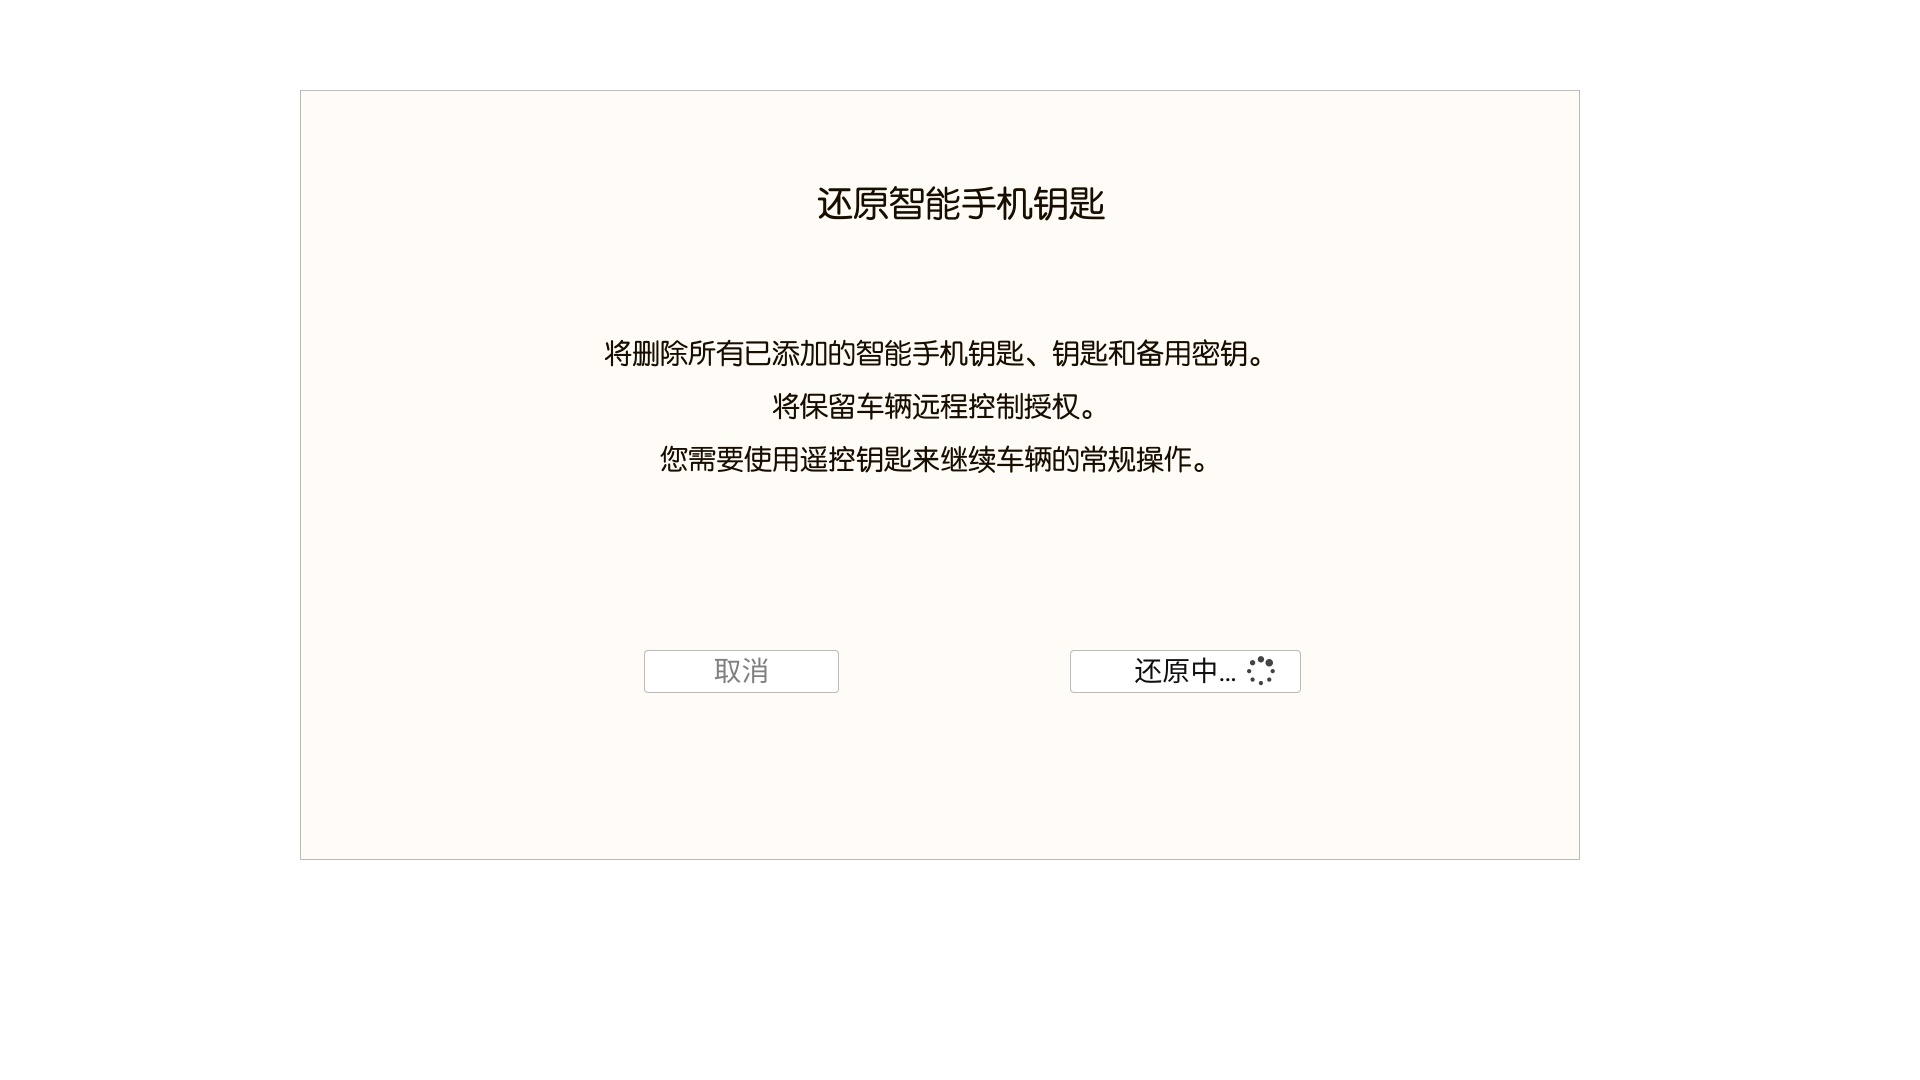 还原智能手机钥匙
将删除所有已添加的智能手机钥匙、钥匙和备用密钥。
将保留车辆远程控制授权。
您需要使用遥控钥匙来继续车辆的常规操作。
取消
还原中...